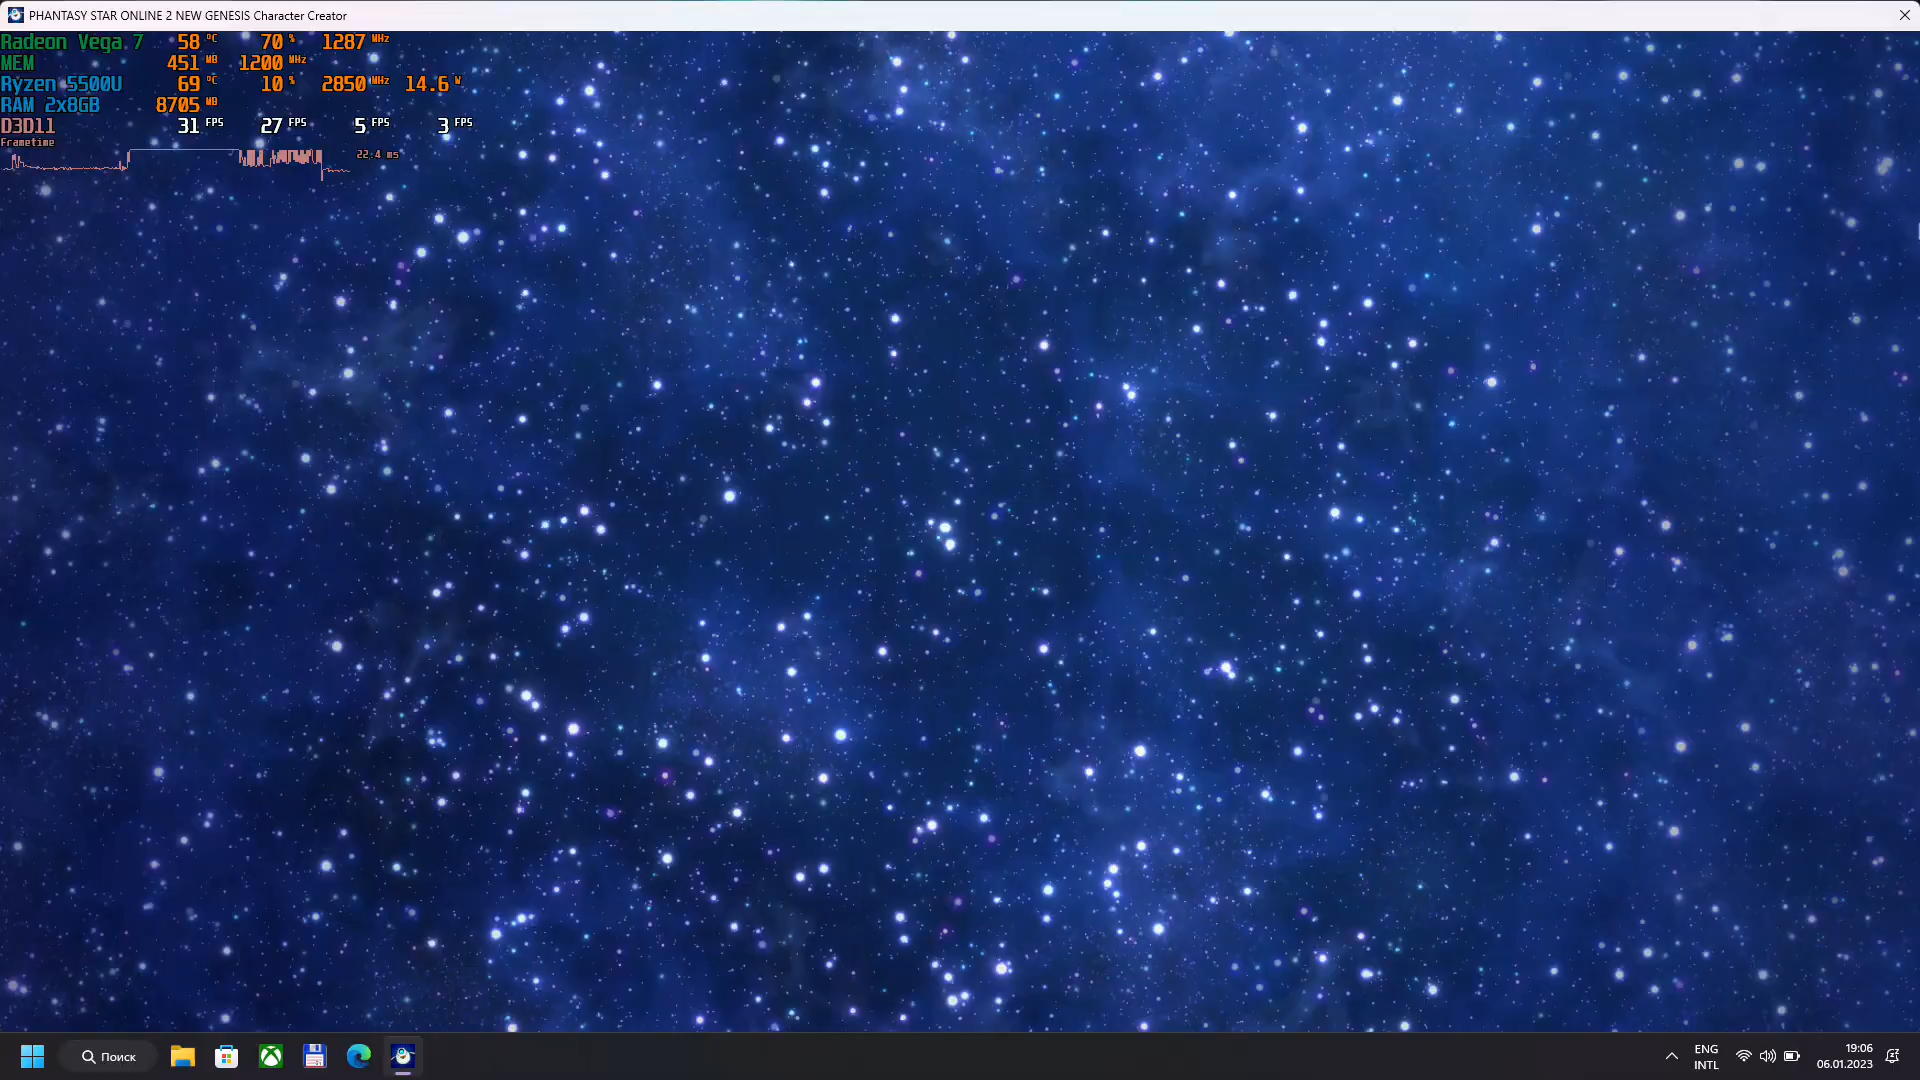 PHANTASY STAR ONLINE 2 NEW GENESIS Character Creator
Radeon Vega 7 58 °C 70 % 1287 MHz
MEM 451 MB 1200 MHz
Ryzen 5500U 69 °C 10 % 2850 MHz 14.6 W
RAM 2x8GB 8705 MB
D3D11 31 FPS 27 FPS 5 FPS 3 FPS
Frametime
22.4 ms
Поиск
ENG
INTL
19:06
06.01.2023